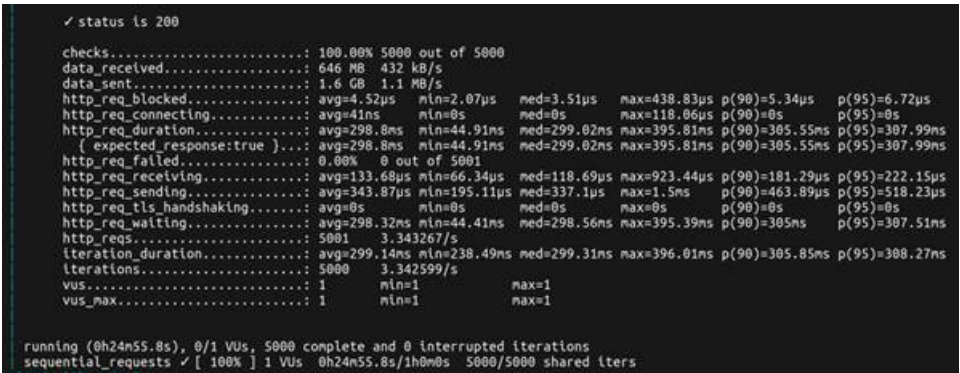 ✓ status is 200
checks.........................: 100.00% 5000 out of 5000
data_received..................: 646 MB 432 kB/s
data_sent......................: 1.6 GB 1.1 MB/s
http_req_blocked...............: avg=4.52µs min=2.07µs med=3.51µs max=438.83µs p(90)=5.34µs p(95)=6.72µs
http_req_connecting............: avg=41ns min=0s med=0s max=118.06µs p(90)=0s p(95)=0s
http_req_duration..............: avg=298.8ms min=44.91ms med=299.02ms max=395.81ms p(90)=305.55ms p(95)=307.99ms
{ expected_response:true }...: avg=298.8ms min=44.91ms med=299.02ms max=395.81ms p(90)=305.55ms p(95)=307.99ms
http_req_failed................: 0.00% 0 out of 5001
http_req_receiving.............: avg=133.68µs min=66.34µs med=118.69µs max=923.44µs p(90)=181.29µs p(95)=222.15µs
http_req_sending...............: avg=343.87µs min=195.11µs med=337.1µs max=1.5ms p(90)=463.89µs p(95)=518.23µs
http_req_tls_handshaking.......: avg=0s min=0s med=0s max=0s p(90)=0s p(95)=0s
http_req_waiting...............: avg=298.32ms min=44.41ms med=298.56ms max=395.39ms p(90)=305ms p(95)=307.51ms
http_reqs......................: 5001 3.343267/s
iteration_duration.............: avg=299.14ms min=238.49ms med=299.31ms max=396.01ms p(90)=305.85ms p(95)=308.27ms
iterations.....................: 5000 3.342599/s
vus............................: 1 min=1 max=1
vus_max........................: 1 min=1 max=1
running (0h24m55.8s), 0/1 VUs, 5000 complete and 0 interrupted iterations
sequential_requests ✓ [ 100% ] 1 VUs 0h24m55.8s/1h0m0s 5000/5000 shared iters